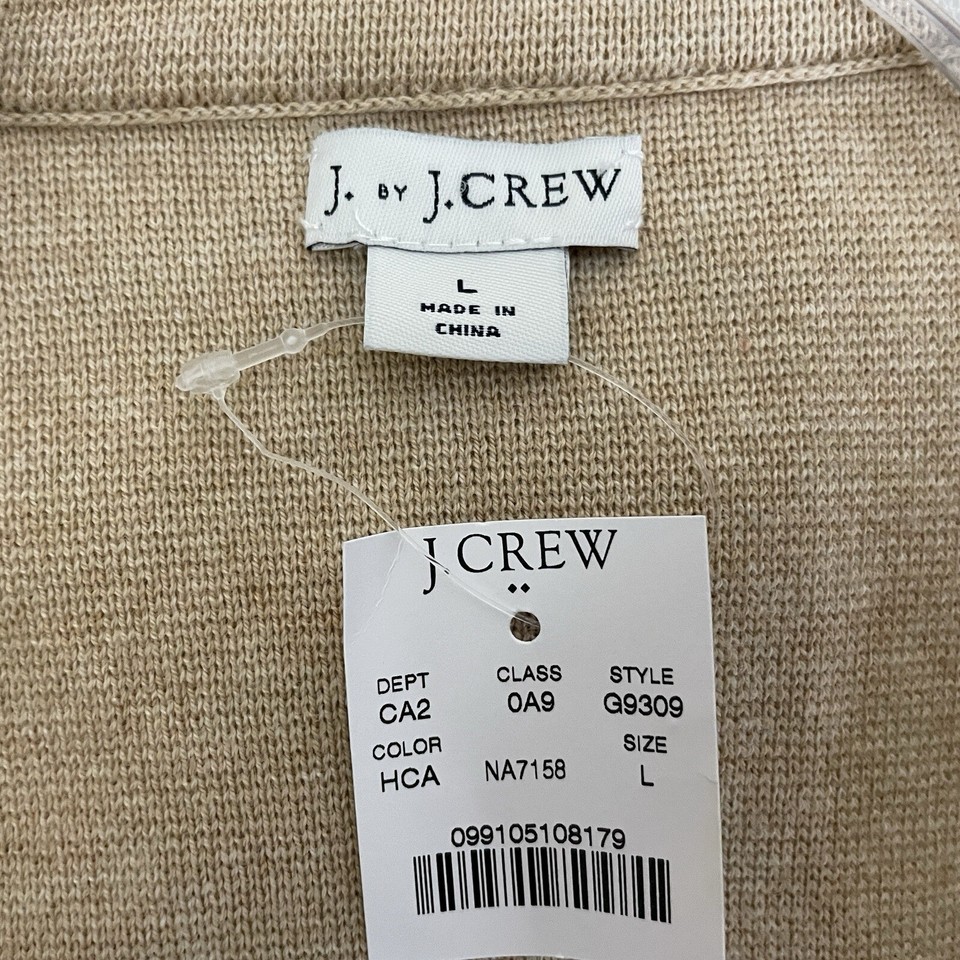 J. BY J.CREW
L
MADE IN
CHINA
J.CREW
DEPT CLASS STYLE
CA2 0A9 G9309
COLOR SIZE
HCA NA7158 L
099105108179